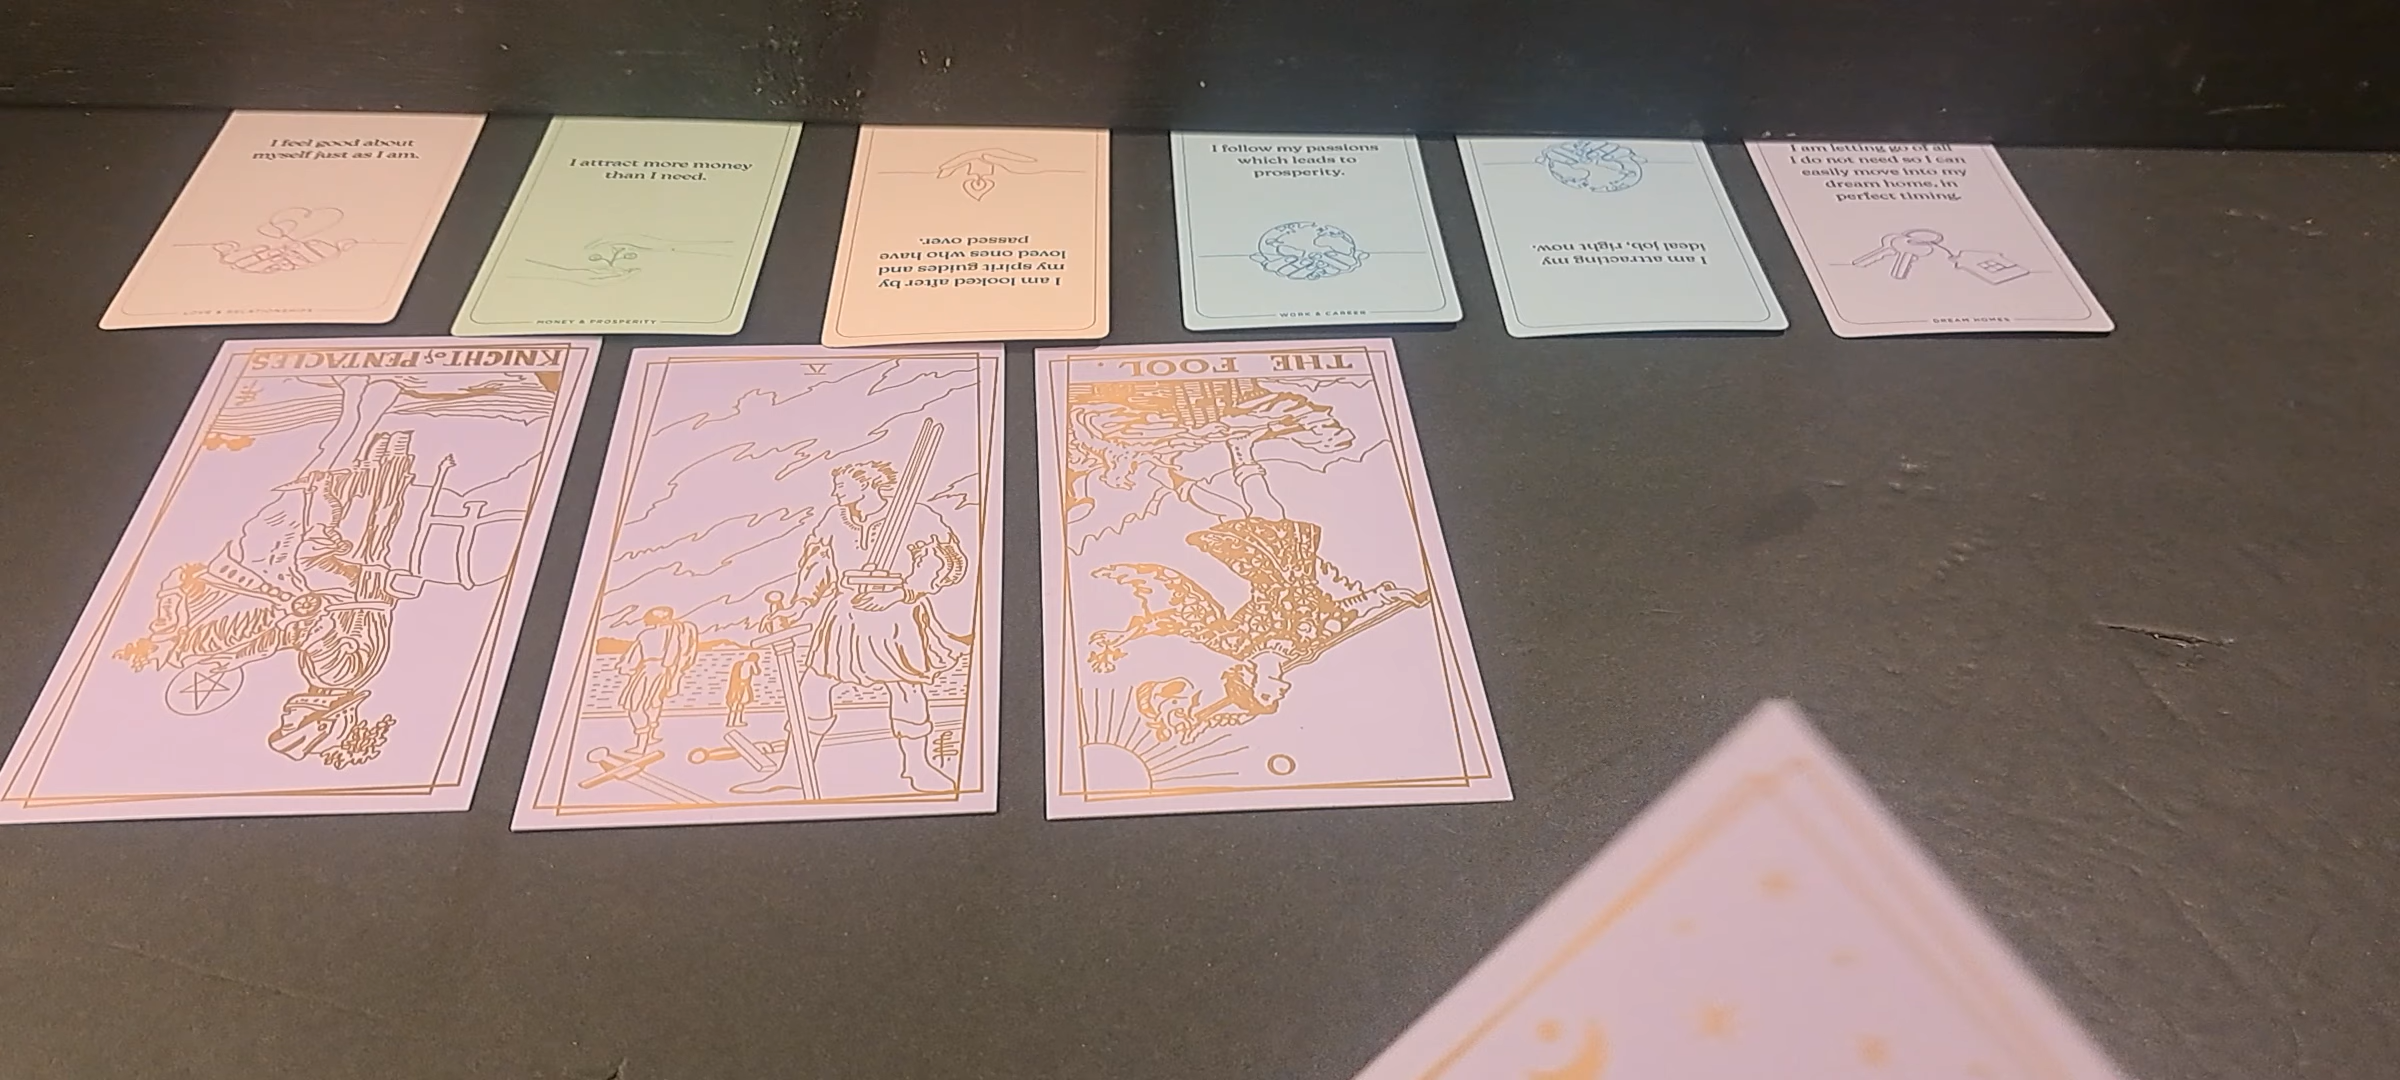 I feel good about
myself just as I am.
LOVE & RELATIONSHIPS
I attract more money
than I need.
MONEY & PROSPERITY
I am looked after by
my spirit guides and
loved ones who have
passed over.
I follow my passions
which leads to
prosperity.
WORK & CAREER
I am attracting my
ideal job, right now.
I am letting go of all
I do not need so I can
easily move into my
dream home, in
perfect timing.
DREAM HOMES
KNIGHT of PENTACLES
V
THE FOOL.
0